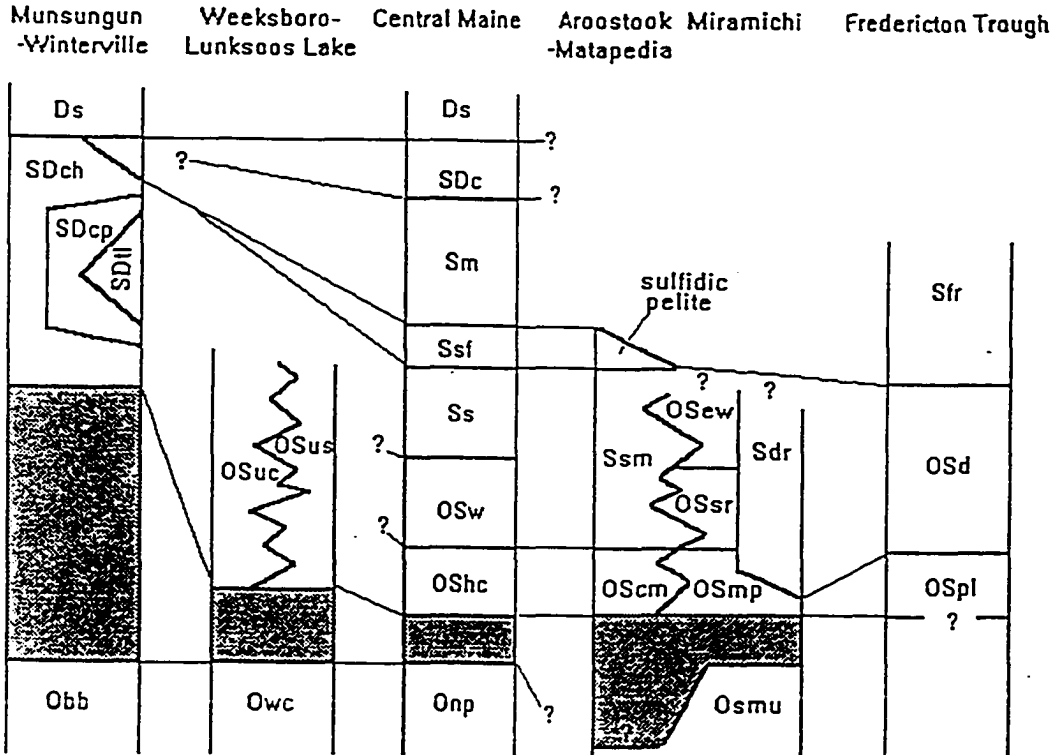 Munsungun
-Winterville
Weeksboro-
Lunksoos Lake
Central Maine
Aroostook
-Matapedia
Miramichi
Fredericton Trough
Ds
Ds
?
SDch
?
SDc
?
SDcp
SDtl
Sm
sulfidic
pelite
Sfr
Ssf
?
?
OSew
Ss
OSus
?
OSuc
Ssm
Sdr
OSd
OSw
OSsr
?
OShc
OScm
OSmp
OSpl
?
Obb
Owc
Onp
?
?
Osmu